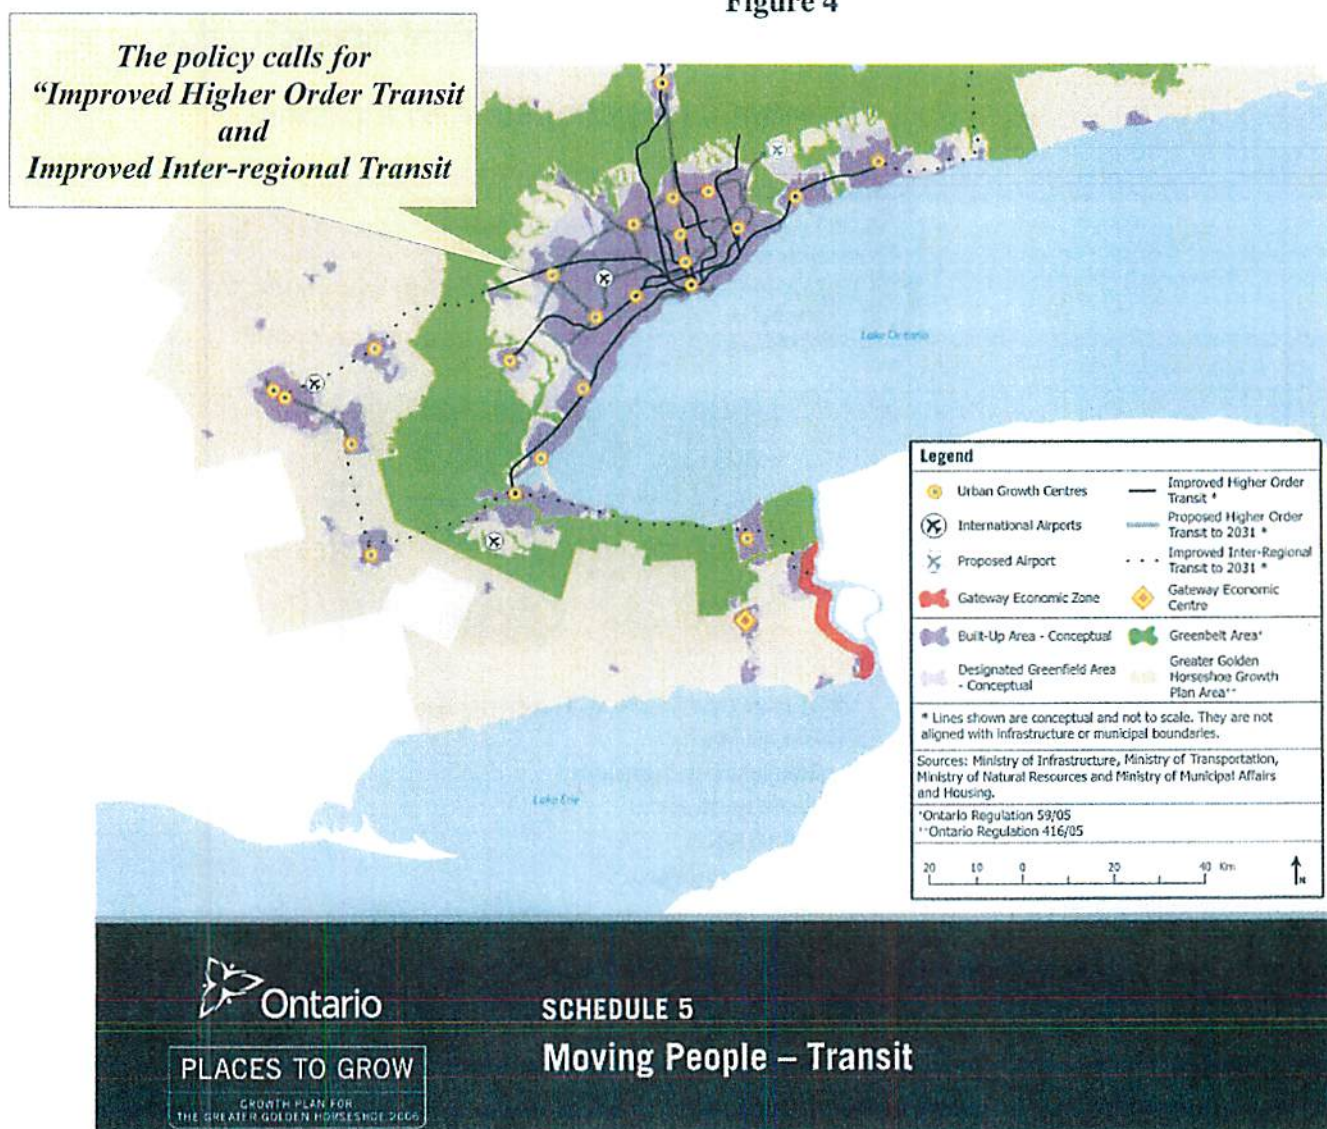 Figure 4
The policy calls for
“Improved Higher Order Transit
and
Improved Inter-regional Transit
Lake Ontario
Lake Erie
Legend
Urban Growth Centres
International Airports
Proposed Airport
Gateway Economic Zone
Built-Up Area - Conceptual
Designated Greenfield Area
- Conceptual
Improved Higher Order
Transit *
Proposed Higher Order
Transit to 2031 *
Improved Inter-Regional
Transit to 2031 *
Gateway Economic
Centre
Greenbelt Area*
Greater Golden
Horseshoe Growth
Plan Area**
* Lines shown are conceptual and not to scale. They are not
aligned with infrastructure or municipal boundaries.
Sources: Ministry of Infrastructure, Ministry of Transportation,
Ministry of Natural Resources and Ministry of Municipal Affairs
and Housing.
*Ontario Regulation 59/05
**Ontario Regulation 416/05
20 10 0 20 40 Km
N
Ontario
PLACES TO GROW
GROWTH PLAN FOR
THE GREATER GOLDEN HORSESHOE 2006
SCHEDULE 5
Moving People – Transit